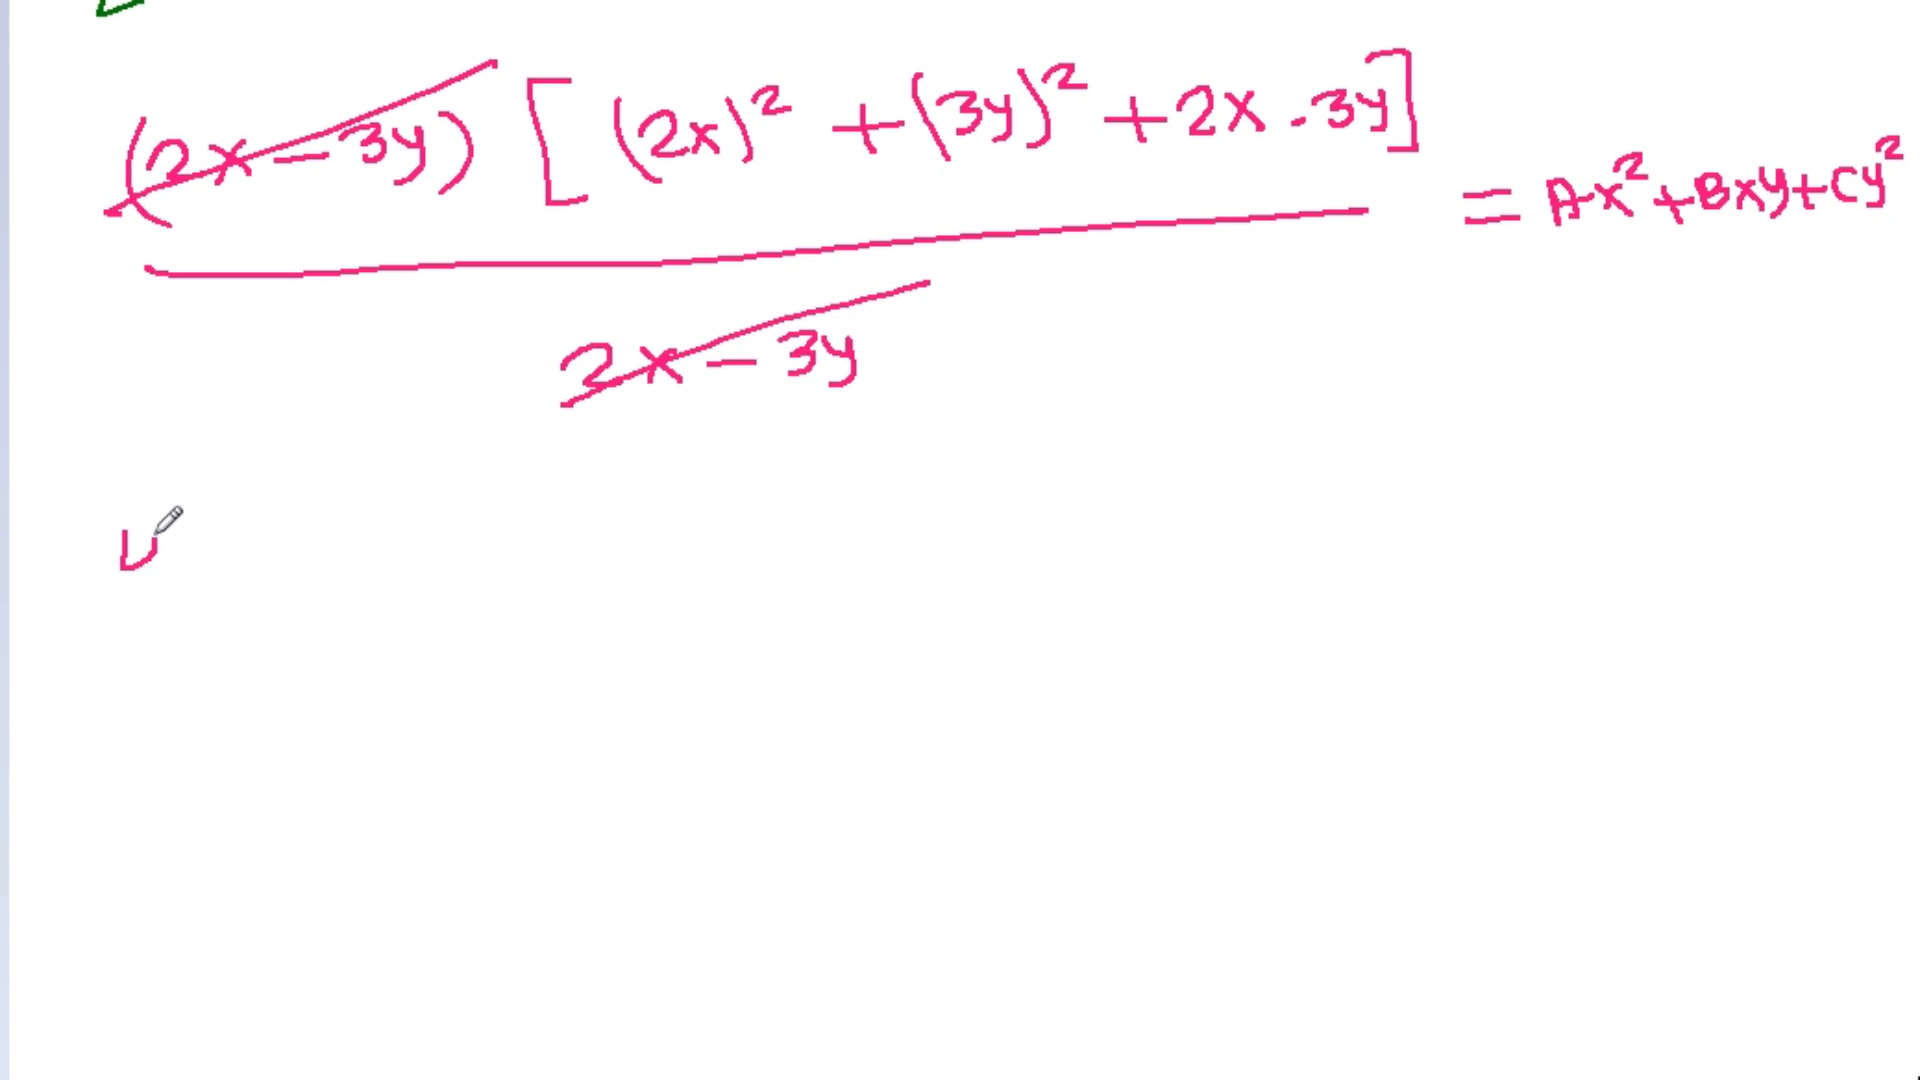 (2x - 3y) [(2x)² + (3y)² + 2x . 3y]
= Ax² + Bxy + Cy²
2x - 3y